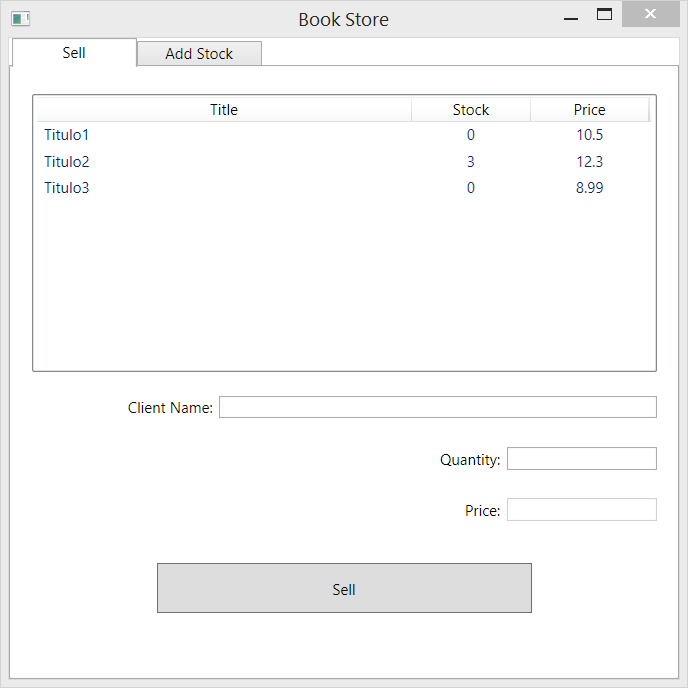 Book Store
Sell Add Stock
Title Stock Price
Titulo1 0 10.5
Titulo2 3 12.3
Titulo3 0 8.99
Client Name:
Quantity:
Price:
Sell